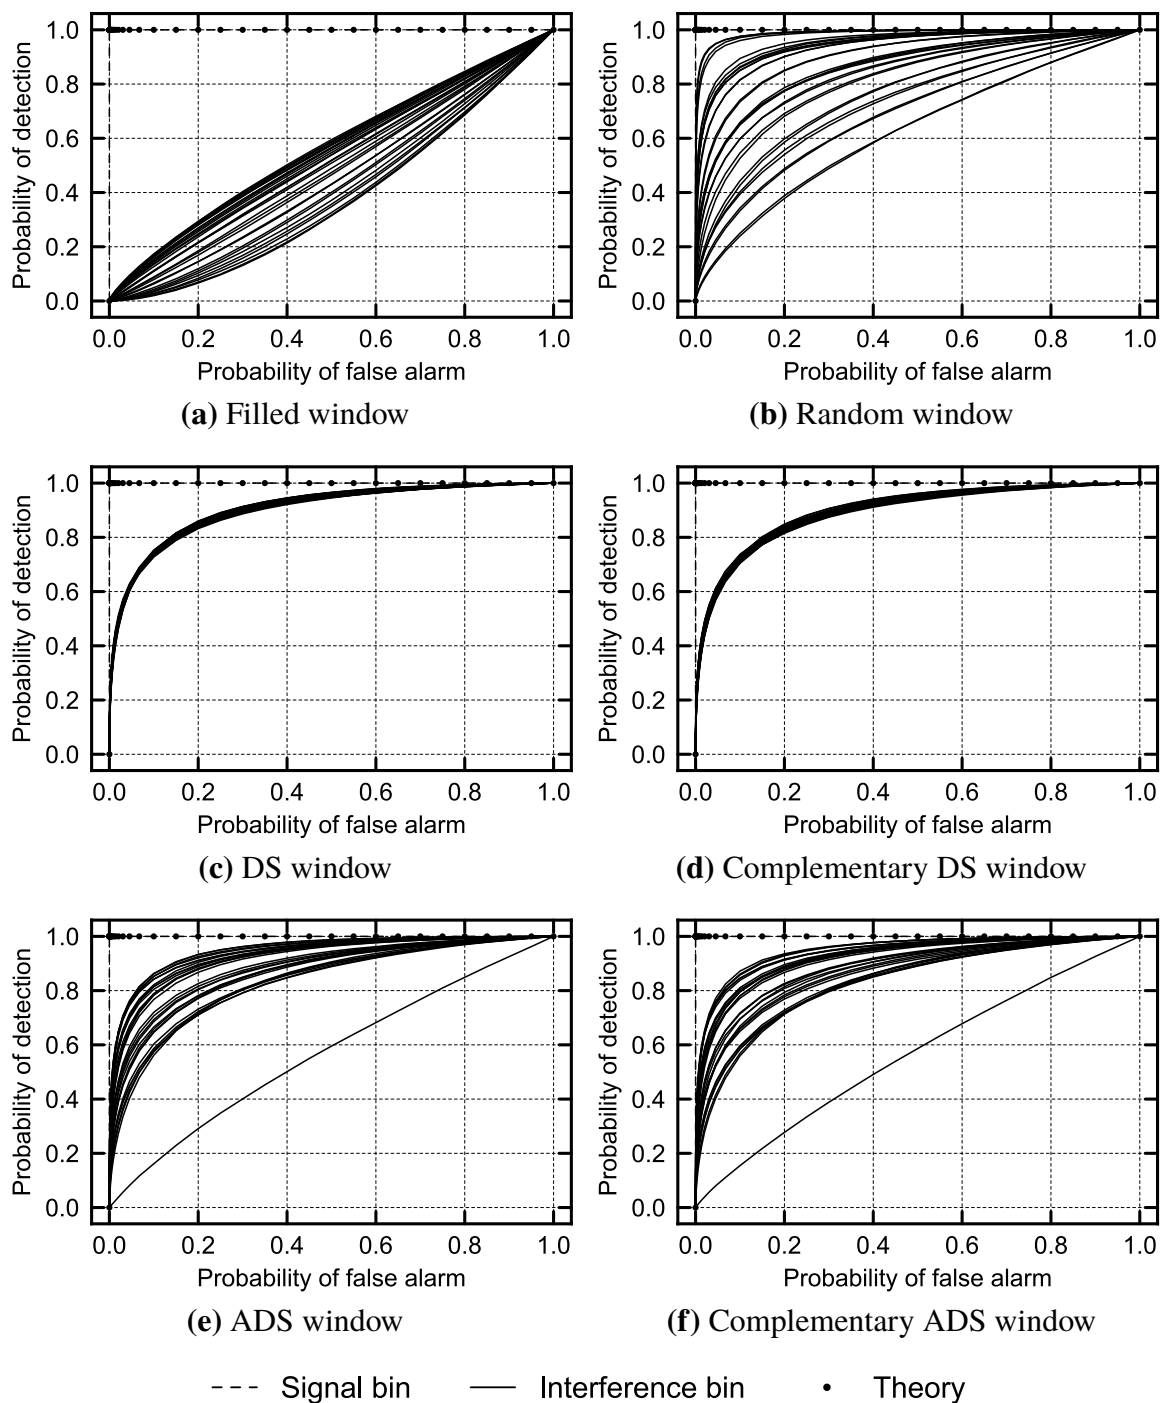 1.0
0.8
0.6
0.4
0.2
0.0
Probability of detection
0.0 0.2 0.4 0.6 0.8 1.0
Probability of false alarm
(a) Filled window
1.0
0.8
0.6
0.4
0.2
0.0
Probability of detection
0.0 0.2 0.4 0.6 0.8 1.0
Probability of false alarm
(b) Random window
1.0
0.8
0.6
0.4
0.2
0.0
Probability of detection
0.0 0.2 0.4 0.6 0.8 1.0
Probability of false alarm
(c) DS window
1.0
0.8
0.6
0.4
0.2
0.0
Probability of detection
0.0 0.2 0.4 0.6 0.8 1.0
Probability of false alarm
(d) Complementary DS window
1.0
0.8
0.6
0.4
0.2
0.0
Probability of detection
0.0 0.2 0.4 0.6 0.8 1.0
Probability of false alarm
(e) ADS window
1.0
0.8
0.6
0.4
0.2
0.0
Probability of detection
0.0 0.2 0.4 0.6 0.8 1.0
Probability of false alarm
(f) Complementary ADS window
Signal bin Interference bin Theory